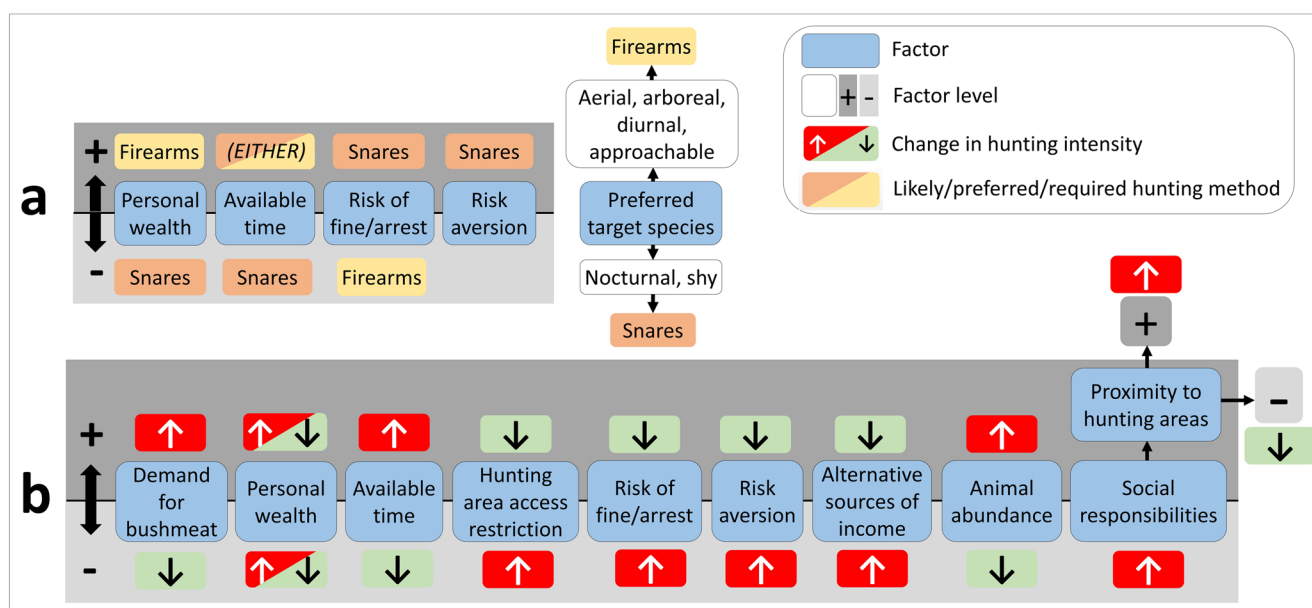 Firearms
Aerial, arboreal,
diurnal,
approachable
Preferred
target species
Nocturnal, shy
Snares
Factor
+ -
Factor level
↑ ↓
Change in hunting intensity
Likely/preferred/required hunting method
a
+
Firearms
(EITHER)
Snares
Snares
Personal
wealth
Available
time
Risk of
fine/arrest
Risk
aversion
-
Snares
Snares
Firearms
b
+
↑
↑ ↓
↑
↓
↓
↓
↓
↑
Demand
for
bushmeat
Personal
wealth
Available
time
Hunting
area access
restriction
Risk of
fine/arrest
Risk
aversion
Alternative
sources of
income
Animal
abundance
Social
responsibilities
-
↓
↑ ↓
↓
↑
↑
↑
↑
↓
↑
↑
+
Proximity to
hunting areas
-
↓